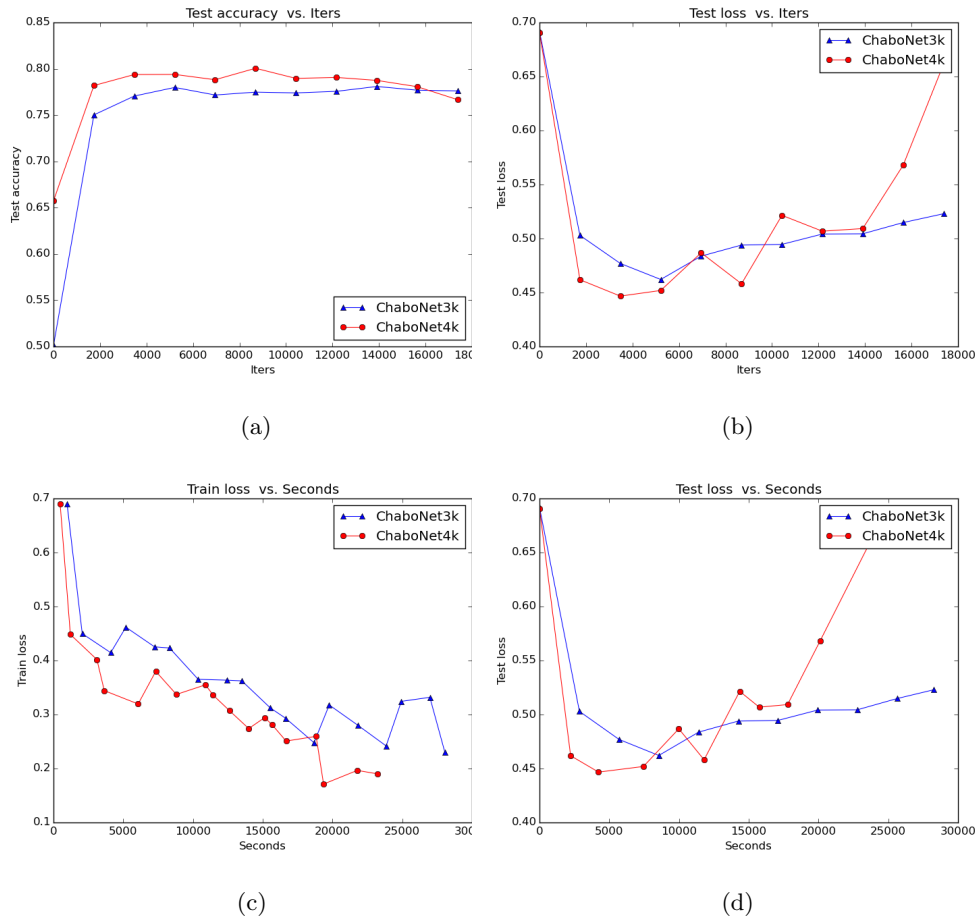 Test accuracy vs. Iters
0.85
0.80
0.75
0.70
0.65
0.60
0.55
0.50
Test accuracy
ChaboNet3k
ChaboNet4k
0 2000 4000 6000 8000 10000 12000 14000 16000 180
Iters
(a)
Test loss vs. Iters
0.70
0.65
0.60
0.55
0.50
0.45
0.40
Test loss
ChaboNet3k
ChaboNet4k
0 2000 4000 6000 8000 10000 12000 14000 16000 18000
Iters
(b)
Train loss vs. Seconds
0.7
0.6
0.5
0.4
0.3
0.2
0.1
Train loss
ChaboNet3k
ChaboNet4k
0 5000 10000 15000 20000 25000 300
Seconds
(c)
Test loss vs. Seconds
0.70
0.65
0.60
0.55
0.50
0.45
0.40
Test loss
ChaboNet3k
ChaboNet4k
0 5000 10000 15000 20000 25000 30000
Seconds
(d)